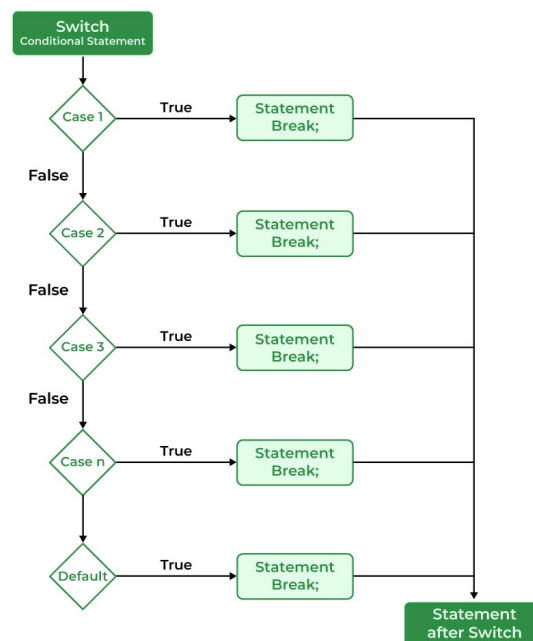 Switch
Conditional Statement
Case 1
True
Statement
Break;
False
Case 2
True
Statement
Break;
False
Case 3
True
Statement
Break;
False
Case n
True
Statement
Break;
Default
True
Statement
Break;
Statement
after Switch